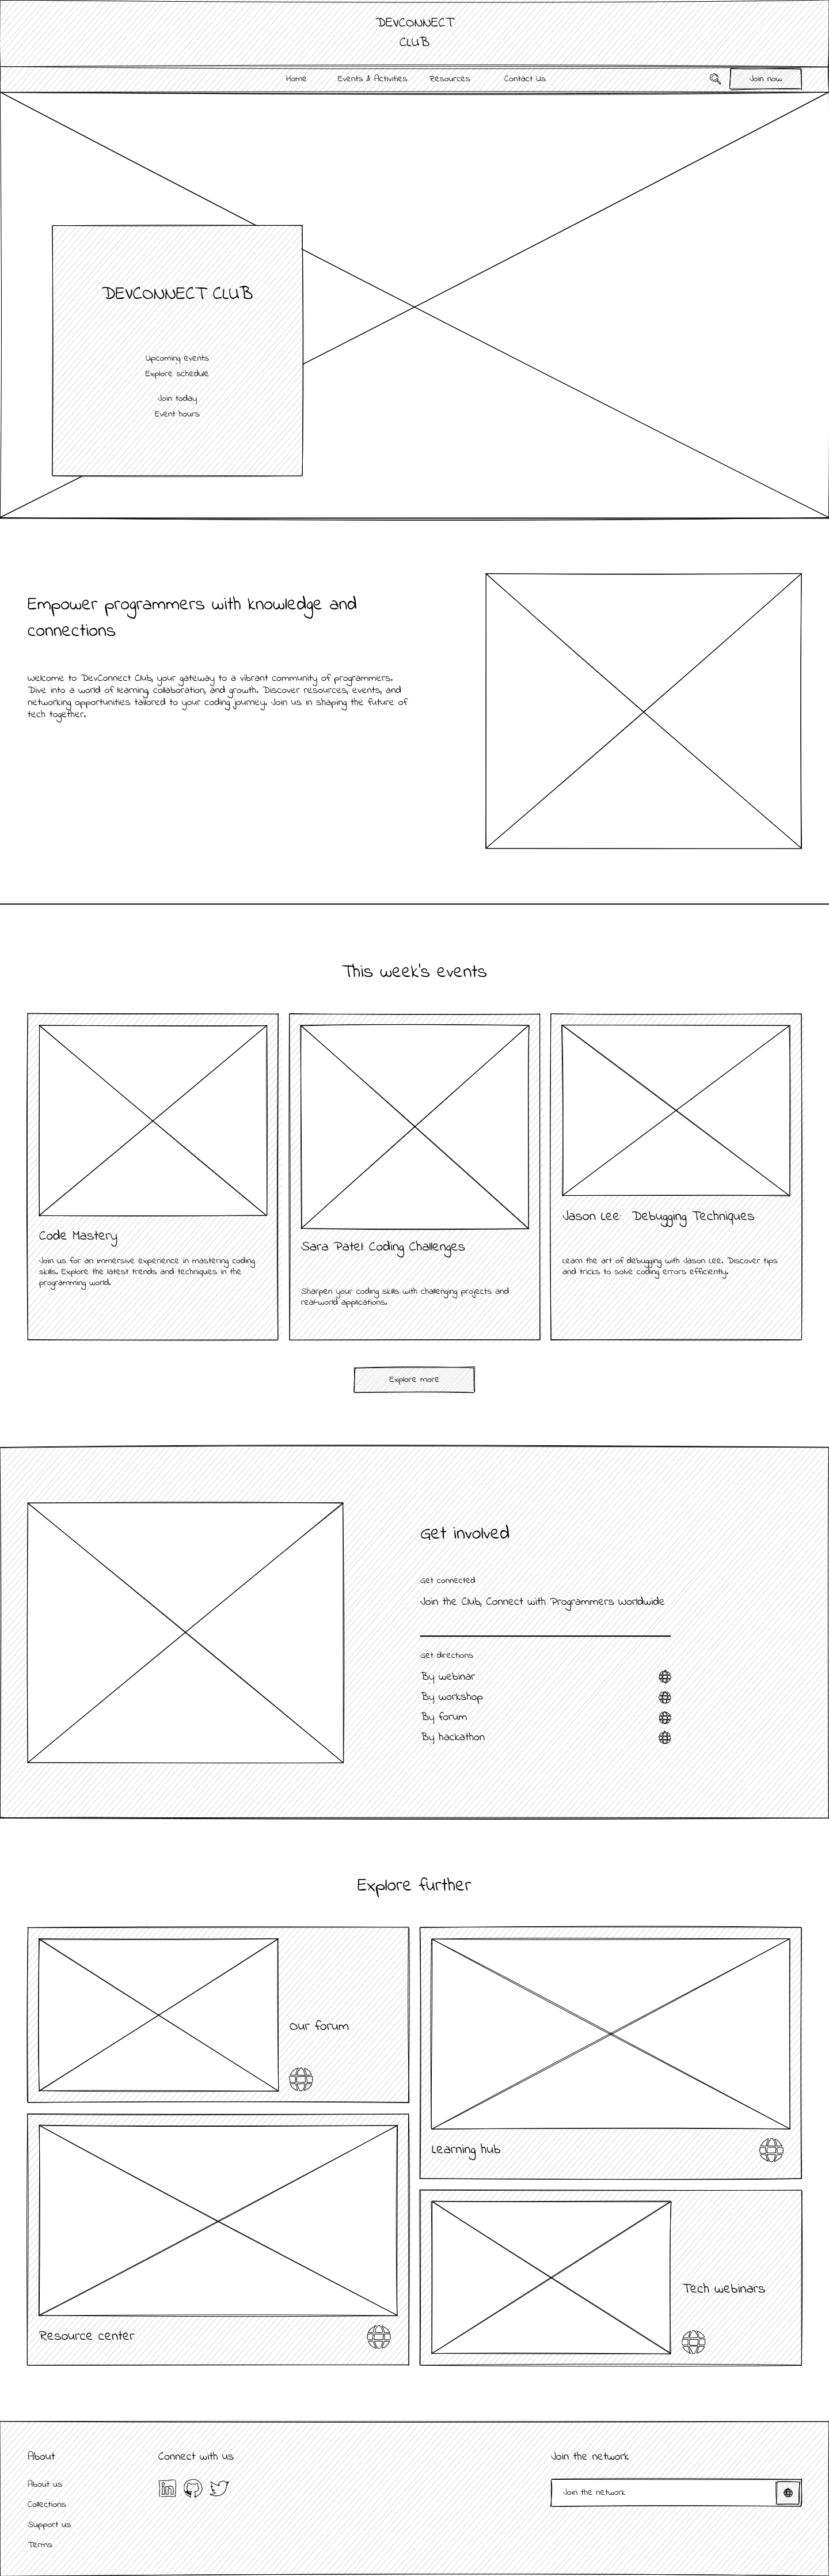 DEVCONNECT
CLUB
Home
Events & Activities
Resources
Contact Us
Join now
DEVCONNECT CLUB
Upcoming events
Explore schedule
Join today
Event hours
Empower programmers with knowledge and
connections
Welcome to DevConnect Club, your gateway to a vibrant community of programmers.
Dive into a world of learning, collaboration, and growth. Discover resources, events, and
networking opportunities tailored to your coding journey. Join us in shaping the future of
tech together.
This week's events
Code Mastery
Join us for an immersive experience in mastering coding
skills. Explore the latest trends and techniques in the
programming world.
Sara Patel: Coding Challenges
Sharpen your coding skills with challenging projects and
real-world applications.
Jason Lee: Debugging Techniques
Learn the art of debugging with Jason Lee. Discover tips
and tricks to solve coding errors efficiently.
Explore more
Get involved
Get connected
Join the Club, Connect with Programmers Worldwide
Get directions
By webinar
By workshop
By forum
By hackathon
Explore further
Our forum
Learning hub
Resource center
Tech webinars
About
About us
Collections
Support us
Terms
Connect with us
in
Join the network
Join the network